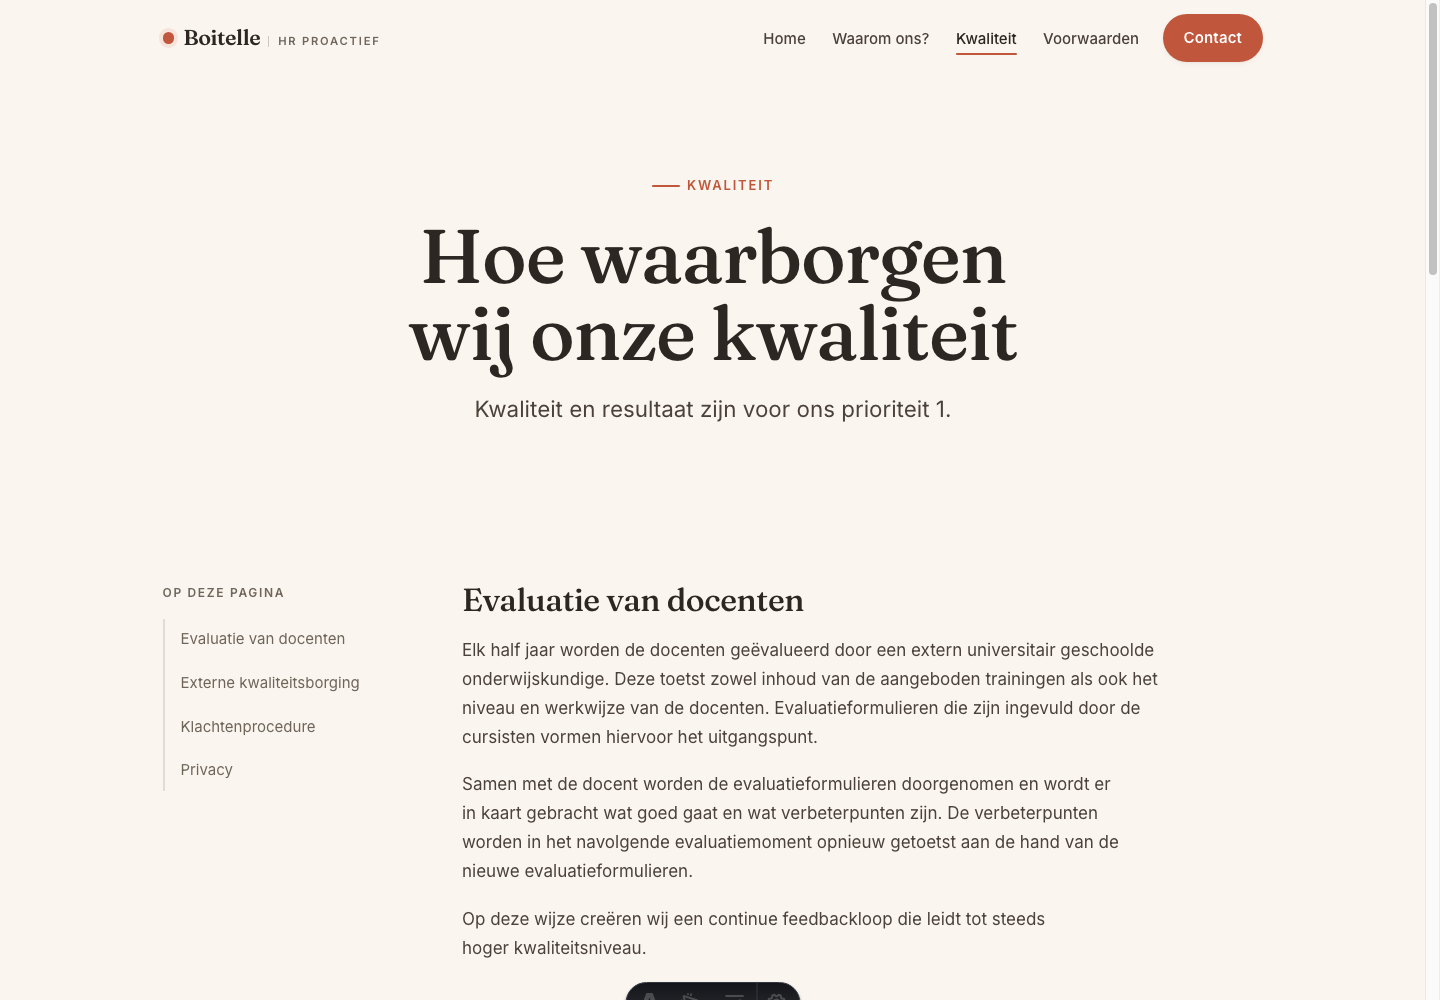 Boitelle | HR PROACTIEF
Home
Waarom ons?
Kwaliteit
Voorwaarden
Contact
KWALITEIT
Hoe waarborgen
wij onze kwaliteit
Kwaliteit en resultaat zijn voor ons prioriteit 1.
OP DEZE PAGINA
Evaluatie van docenten
Externe kwaliteitsborging
Klachtenprocedure
Privacy
Evaluatie van docenten
Elk half jaar worden de docenten geëvalueerd door een extern universitair geschoolde
onderwijskundige. Deze toetst zowel inhoud van de aangeboden trainingen als ook het
niveau en werkwijze van de docenten. Evaluatieformulieren die zijn ingevuld door de
cursisten vormen hiervoor het uitgangspunt.
Samen met de docent worden de evaluatieformulieren doorgenomen en wordt er
in kaart gebracht wat goed gaat en wat verbeterpunten zijn. De verbeterpunten
worden in het navolgende evaluatiemoment opnieuw getoetst aan de hand van de
nieuwe evaluatieformulieren.
Op deze wijze creëren wij een continue feedbackloop die leidt tot steeds
hoger kwaliteitsniveau.